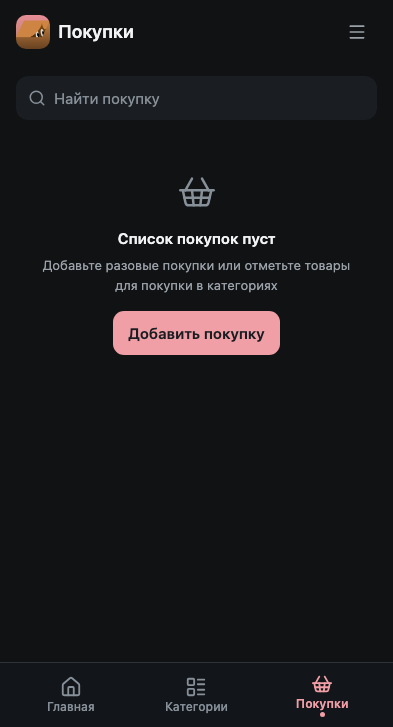 Покупки
Найти покупку
Список покупок пуст
Добавьте разовые покупки или отметьте товары
для покупки в категориях
Добавить покупку
Главная
Категории
Покупки